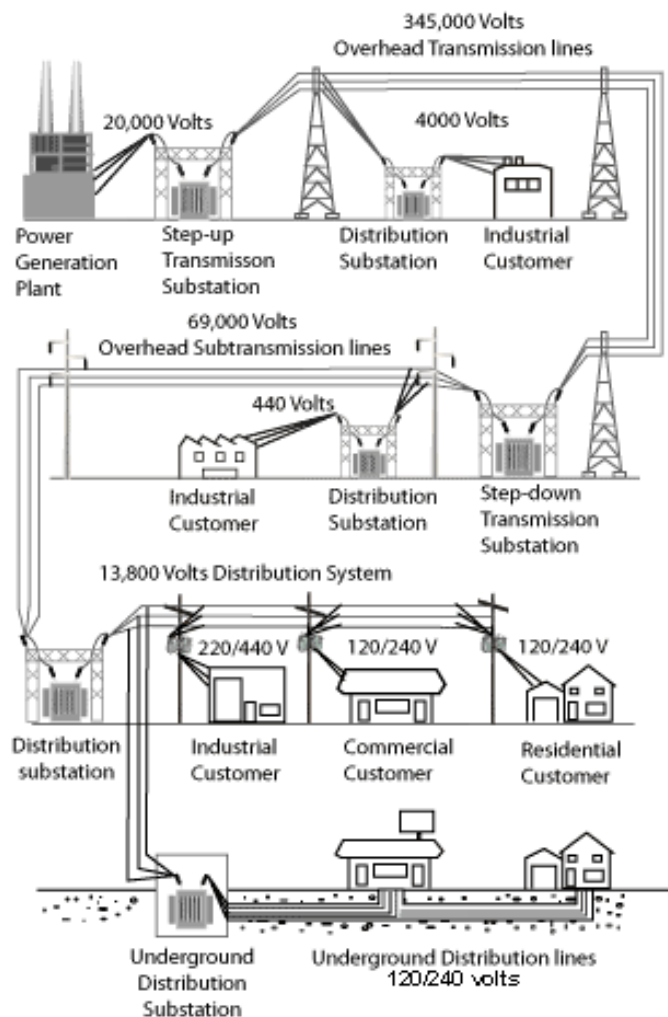 345,000 Volts
Overhead Transmission lines
20,000 Volts
4000 Volts
Power
Generation
Plant
Step-up
Transmisson
Substation
Distribution
Substation
Industrial
Customer
69,000 Volts
Overhead Subtransmission lines
440 Volts
Industrial
Customer
Distribution
Substation
Step-down
Transmission
Substation
13,800 Volts Distribution System
220/440 V
120/240 V
120/240 V
Distribution
substation
Industrial
Customer
Commercial
Customer
Residential
Customer
Underground
Distribution
Substation
Underground Distribution lines
120/240 volts